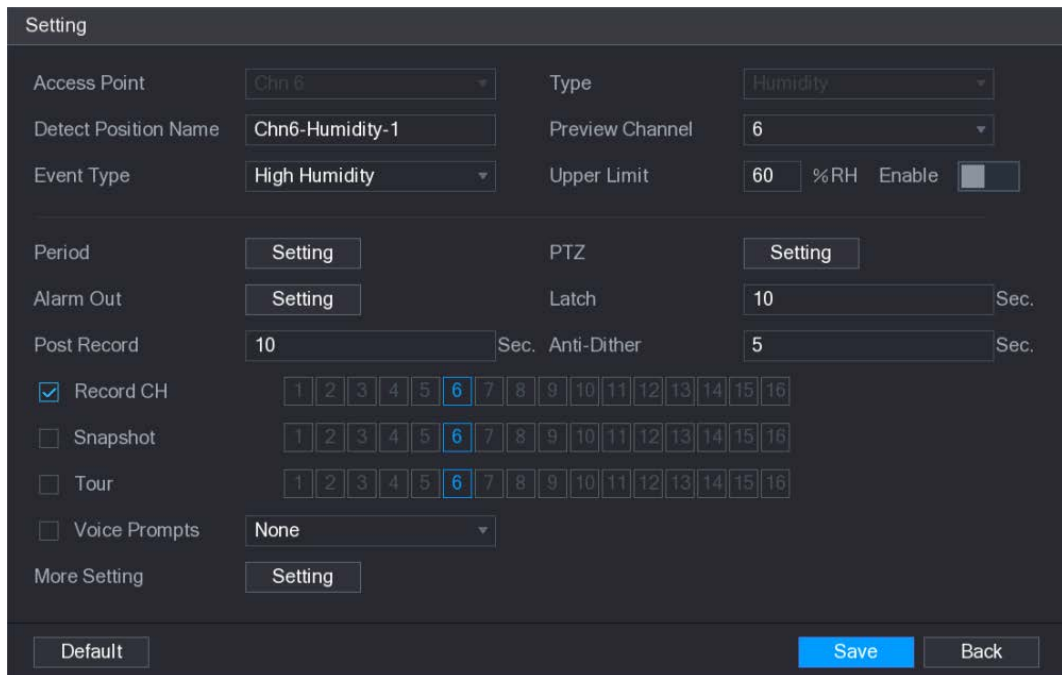 Setting
Access Point Chn 6 Type Humidity
Detect Position Name Chn6-Humidity-1 Preview Channel 6
Event Type High Humidity Upper Limit 60 %RH Enable
Period Setting PTZ Setting
Alarm Out Setting Latch 10 Sec.
Post Record 10 Sec. Anti-Dither 5 Sec.
Record CH 1 2 3 4 5 6 7 8 9 10 11 12 13 14 15 16
Snapshot 1 2 3 4 5 6 7 8 9 10 11 12 13 14 15 16
Tour 1 2 3 4 5 6 7 8 9 10 11 12 13 14 15 16
Voice Prompts None
More Setting Setting
Default Save Back